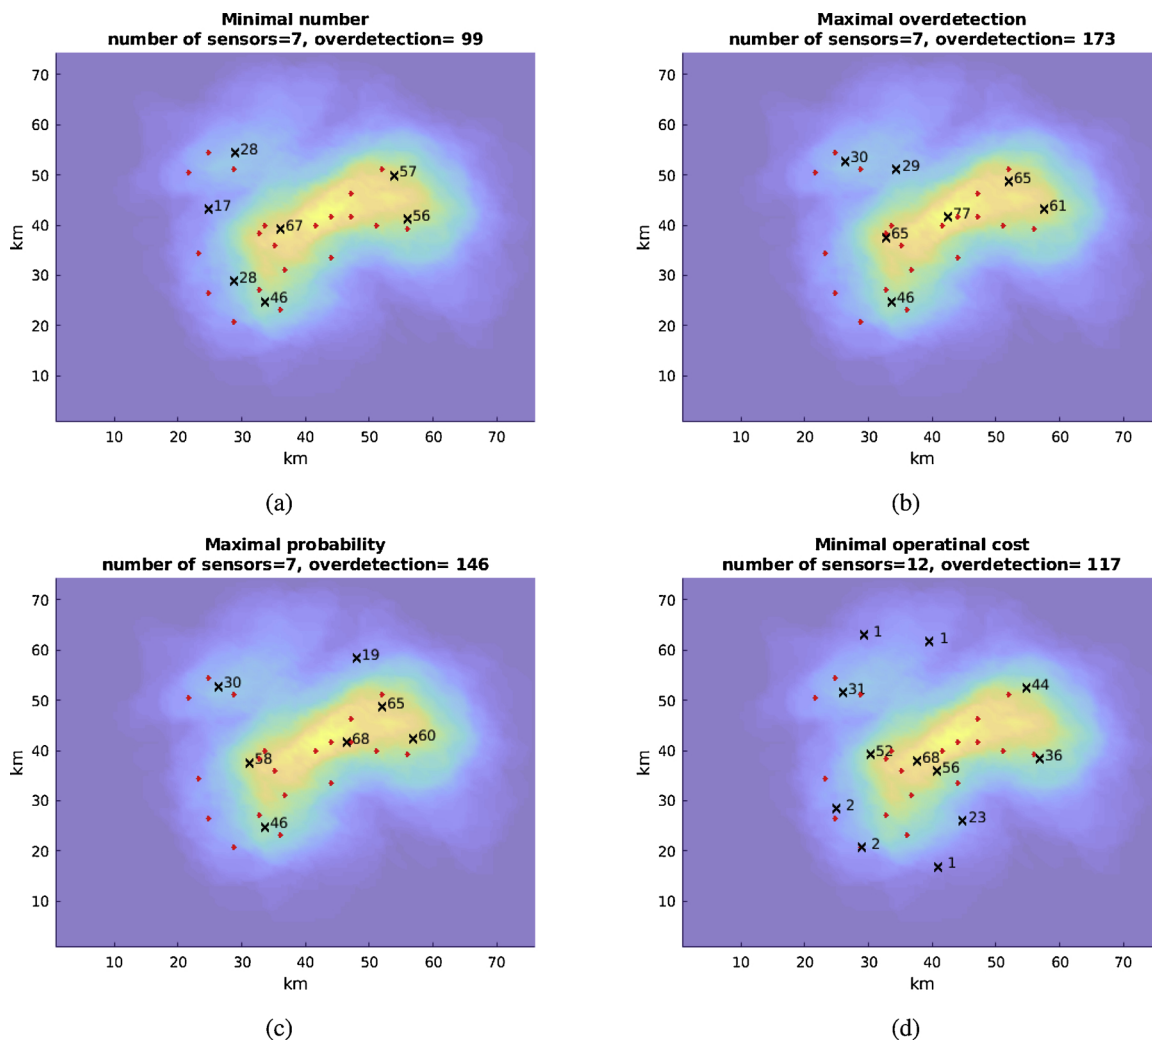 Minimal number
number of sensors=7, overdetection= 99
70
60
50
40
30
20
10
km
28
17
57
56
67
28
46
10 20 30 40 50 60 70
km
(a)
Maximal overdetection
number of sensors=7, overdetection= 173
70
60
50
40
30
20
10
km
30
29
65
61
77
65
46
10 20 30 40 50 60 70
km
(b)
Maximal probability
number of sensors=7, overdetection= 146
70
60
50
40
30
20
10
km
19
30
65
68
60
58
46
10 20 30 40 50 60 70
km
(c)
Minimal operatinal cost
number of sensors=12, overdetection= 117
70
60
50
40
30
20
10
km
1
1
31
44
52
68
56
36
2
23
2
1
10 20 30 40 50 60 70
km
(d)